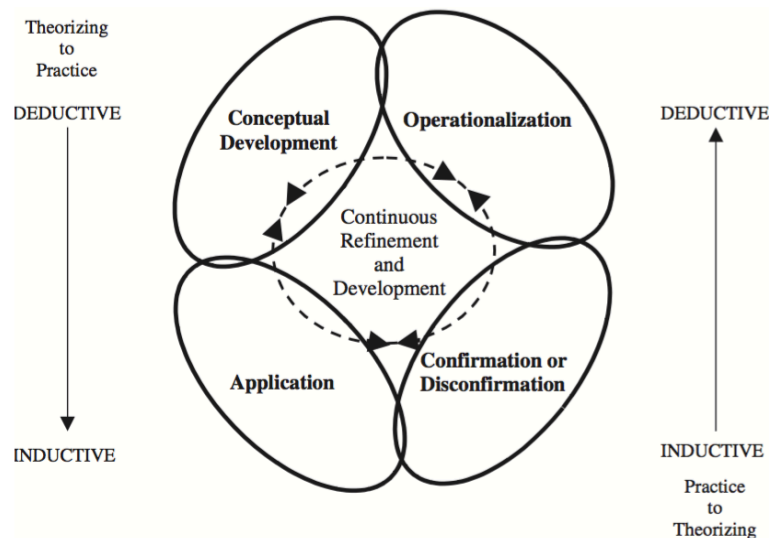 Theorizing
to
Practice
DEDUCTIVE
INDUCTIVE
Conceptual
Development
Operationalization
Continuous
Refinement
and
Development
Application
Confirmation or
Disconfirmation
DEDUCTIVE
INDUCTIVE
Practice
to
Theorizing